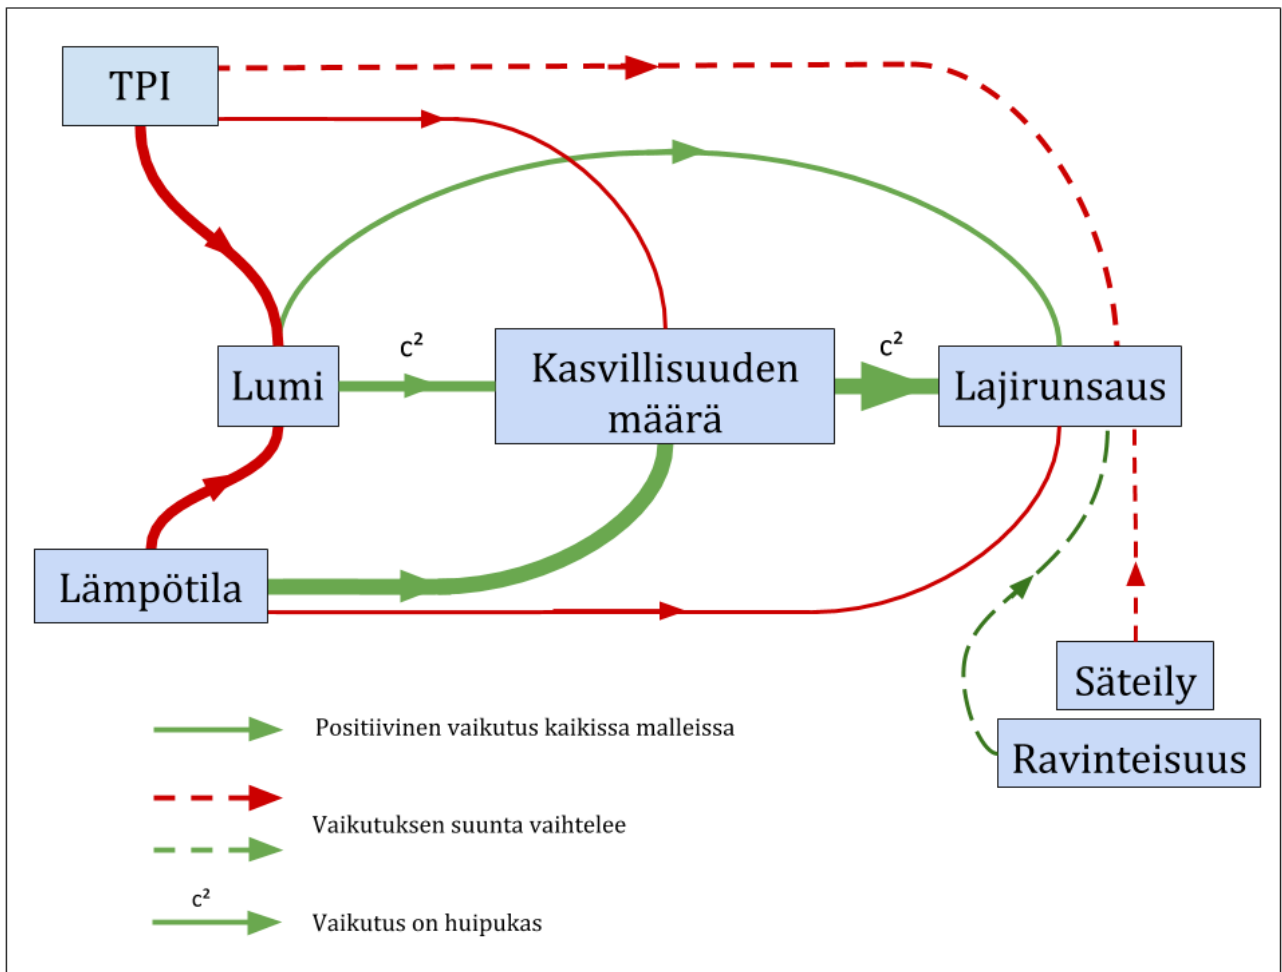 TPI
c²
c²
Lumi
Kasvillisuuden
määrä
Lajirunsaus
Lämpötila
Säteily
Ravinteisuus
Positiivinen vaikutus kaikissa malleissa
Vaikutuksen suunta vaihtelee
c²
Vaikutus on huipukas